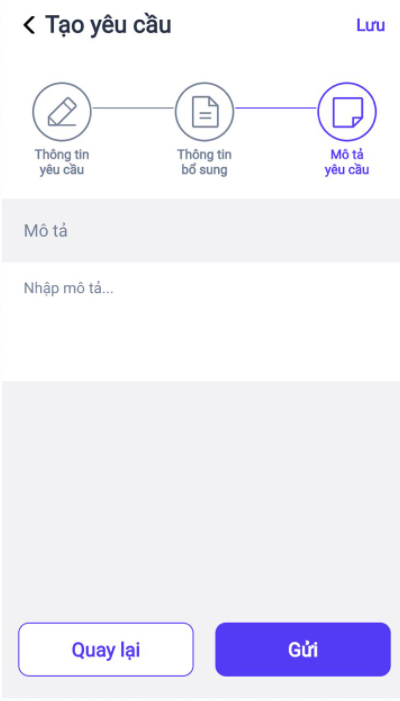 Tạo yêu cầu
Lưu
Thông tin
yêu cầu
Thông tin
bổ sung
Mô tả
yêu cầu
Mô tả
Nhập mô tả...
Quay lại
Gửi